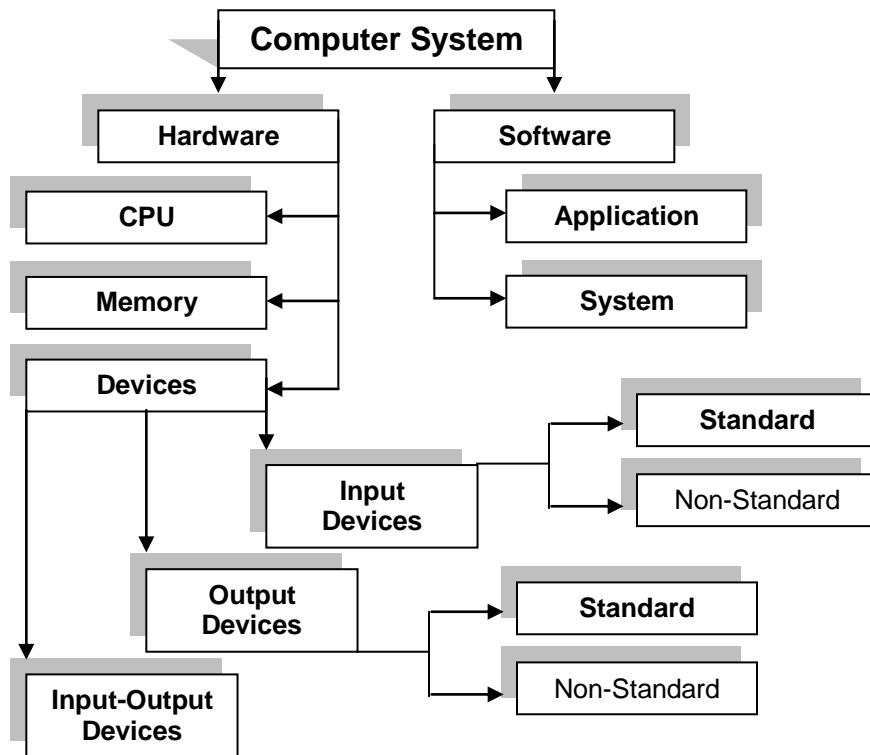 Computer System
Hardware
Software
CPU
Application
Memory
System
Devices
Standard
Input
Devices
Non-Standard
Output
Devices
Standard
Non-Standard
Input-Output
Devices